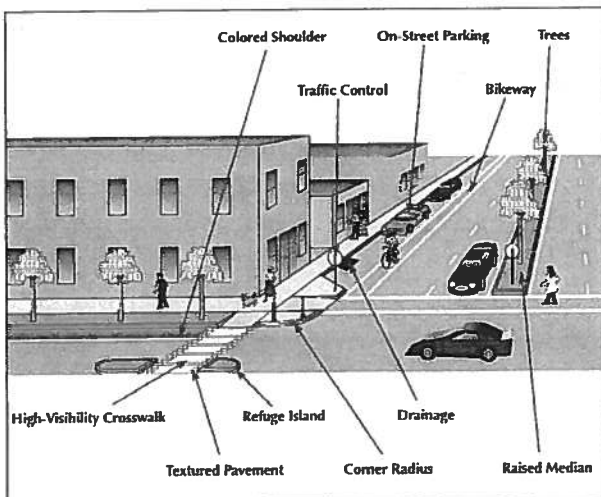 Colored Shoulder
On-Street Parking
Trees
Traffic Control
Bikeway
High-Visibility Crosswalk
Refuge Island
Drainage
Textured Pavement
Corner Radius
Raised Median